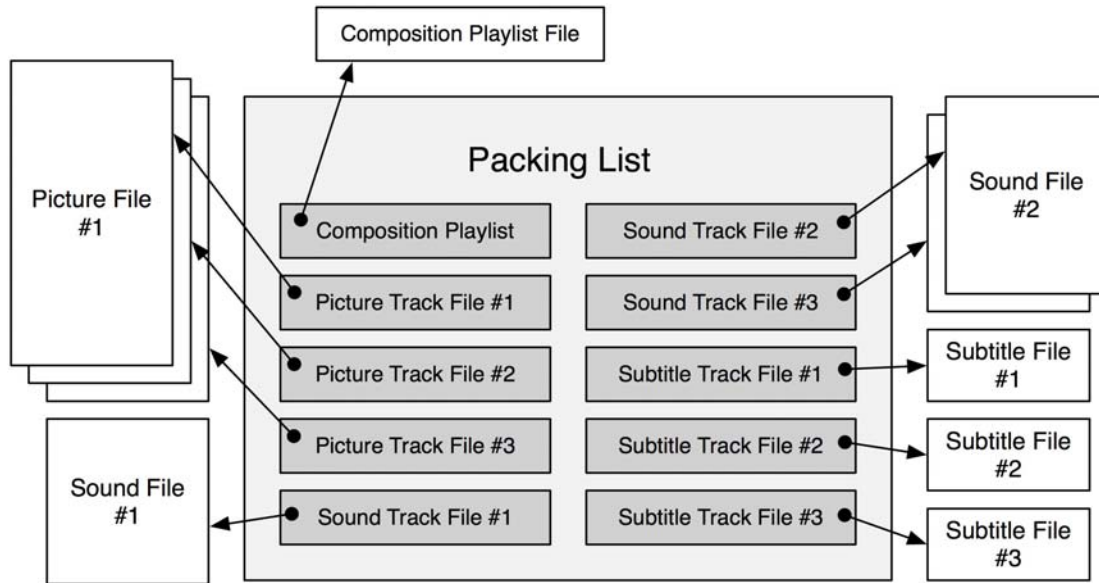 Composition Playlist File
Picture File
#1
Sound File
#1
Packing List
Composition Playlist
Picture Track File #1
Picture Track File #2
Picture Track File #3
Sound Track File #1
Sound Track File #2
Sound Track File #3
Subtitle Track File #1
Subtitle Track File #2
Subtitle Track File #3
Sound File
#2
Subtitle File
#1
Subtitle File
#2
Subtitle File
#3